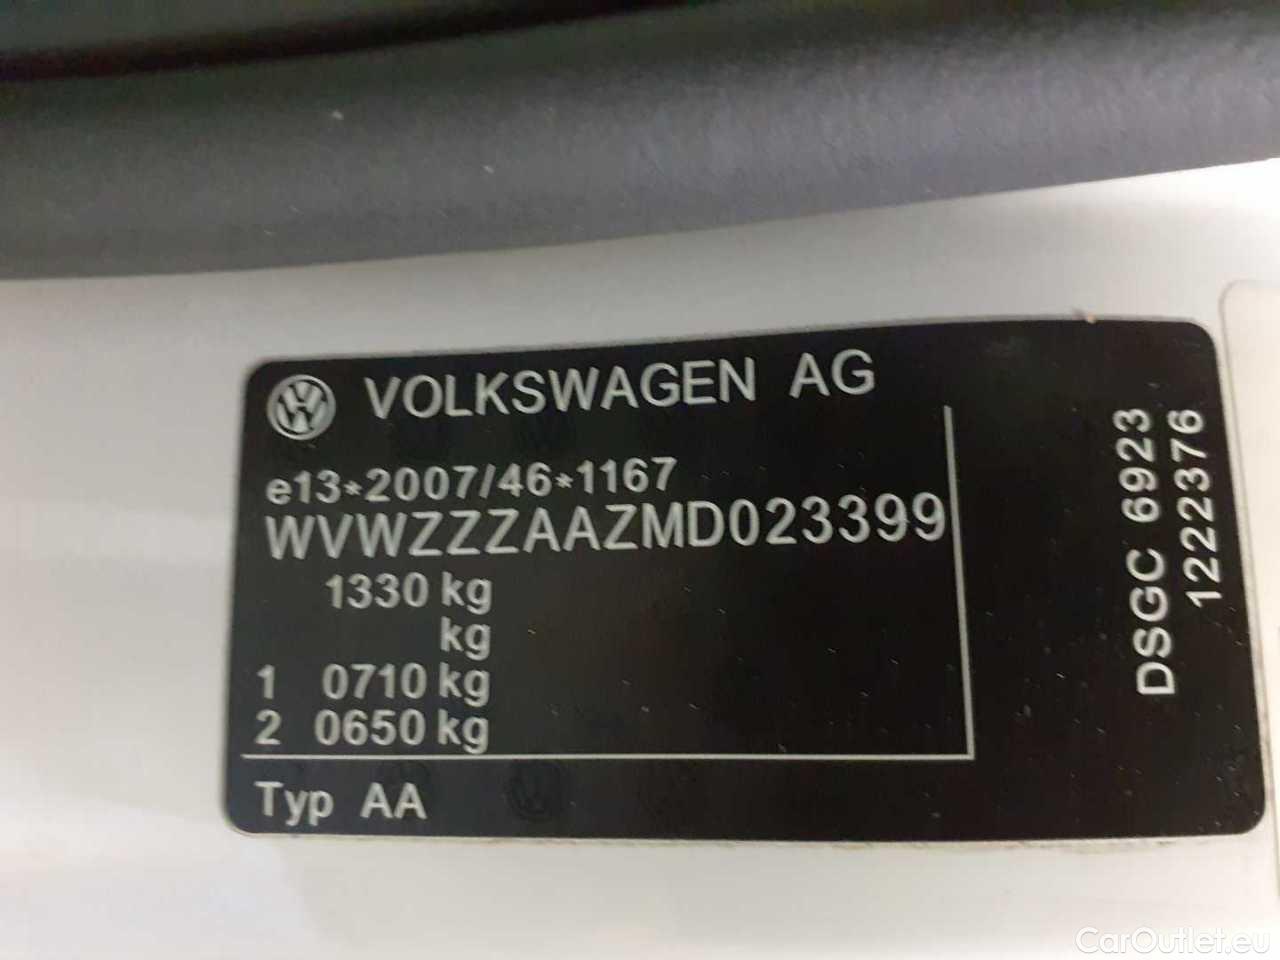 VOLKSWAGEN AG
e13*2007/46*1167
WVWZZZAAZMD023399
1330 kg
kg
1 0710 kg
2 0650 kg
Typ AA
DSGC 6923
1222376
CarOutlet.eu